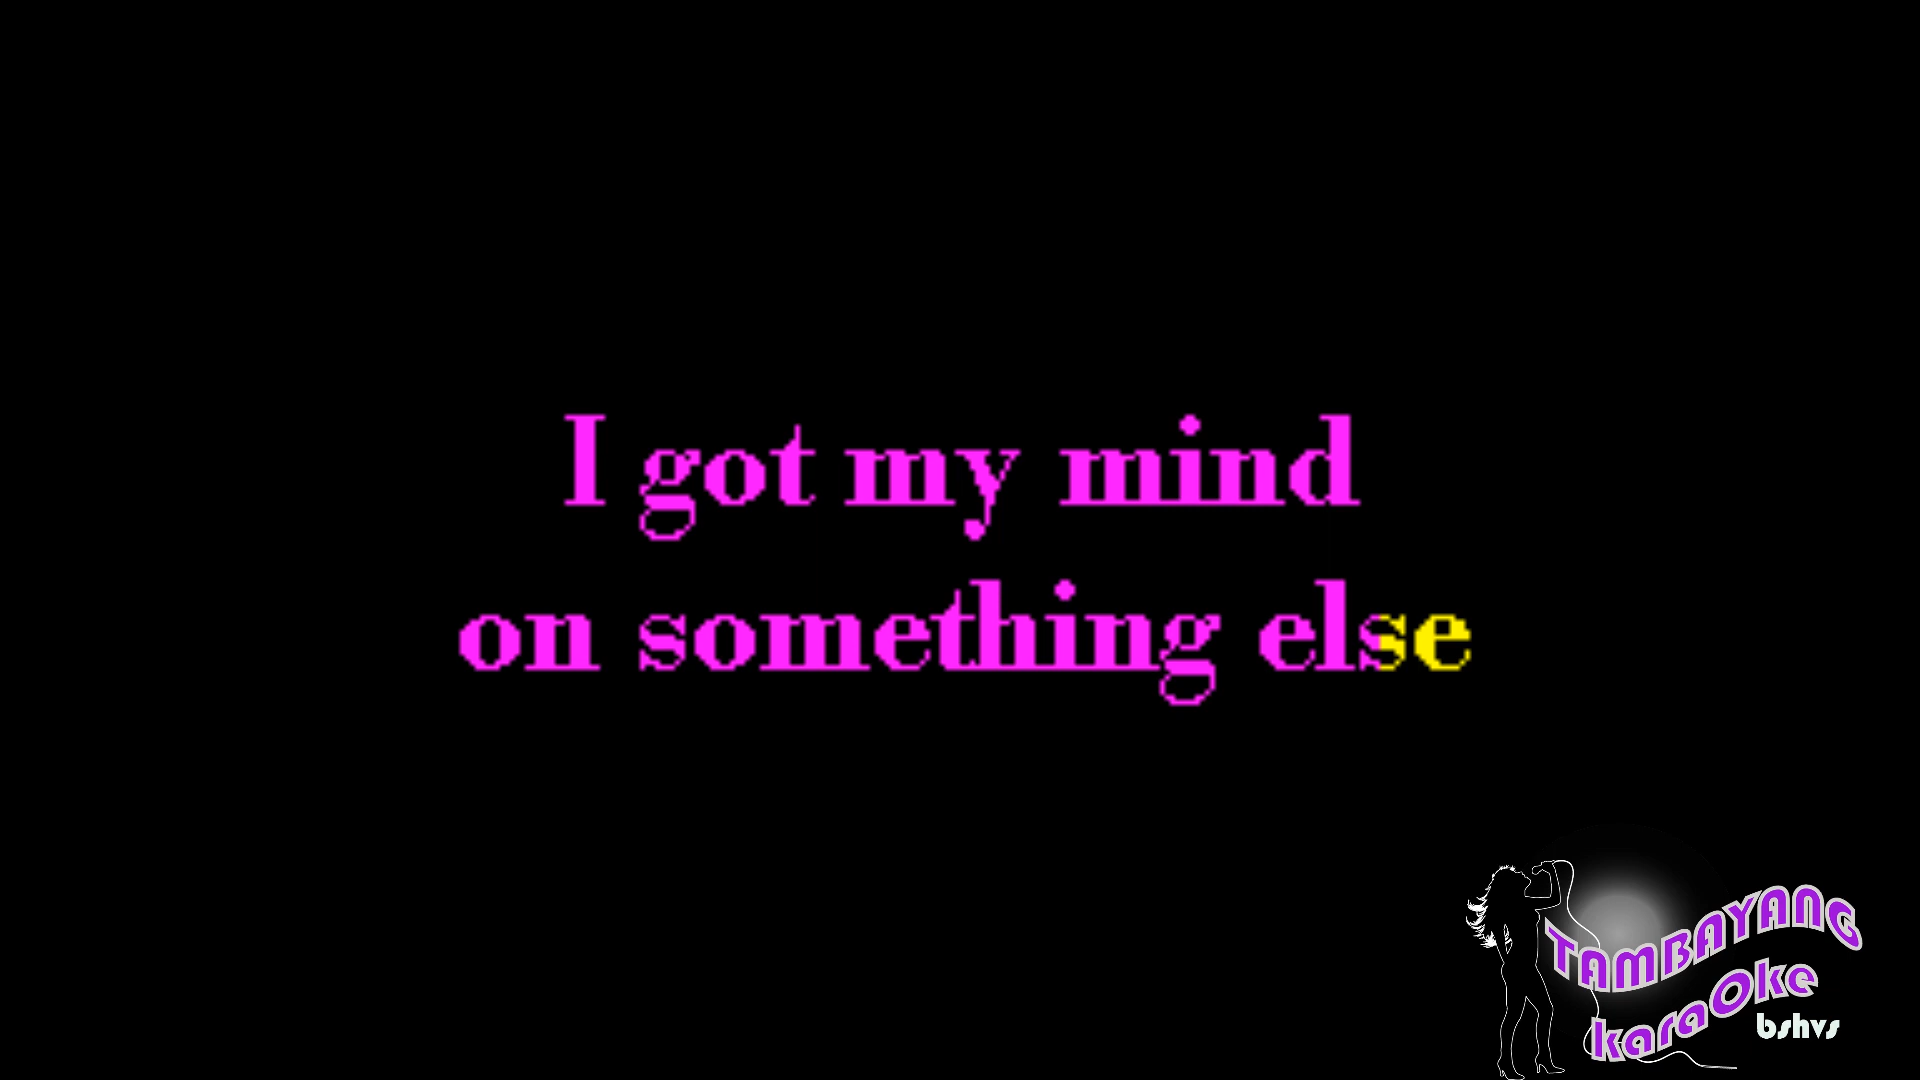 I got my mind
on something else
TAMBAYANG
karaOke
bshvs